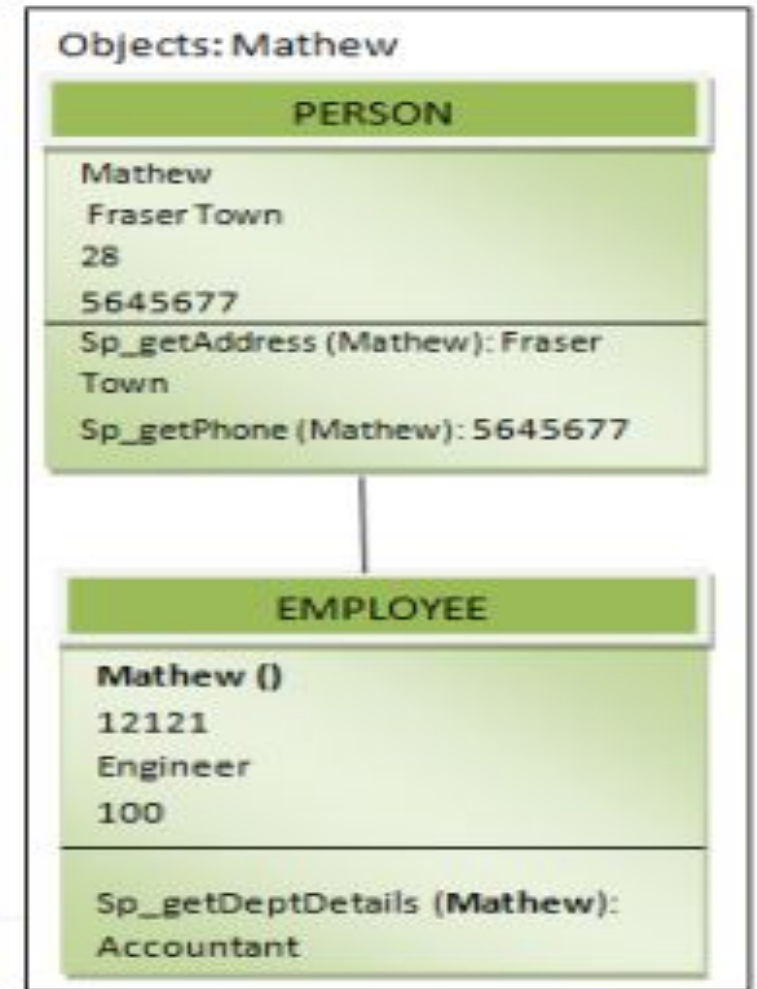 Objects: Mathew
PERSON
Mathew
Fraser Town
28
5645677
Sp_getAddress (Mathew): Fraser
Town
Sp_getPhone (Mathew): 5645677
EMPLOYEE
Mathew ()
12121
Engineer
100
Sp_getDeptDetails (Mathew):
Accountant